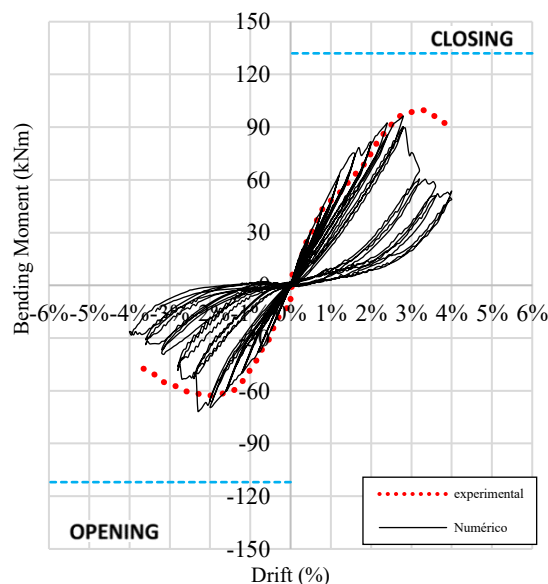 150
CLOSING
120
90
60
30
0
-6%-5%-4%-3%-2%-1% 0% 1% 2% 3% 4% 5% 6%
-30
-60
-90
-120
OPENING
-150
Bending Moment (kNm)
Drift (%)
experimental
Numérico